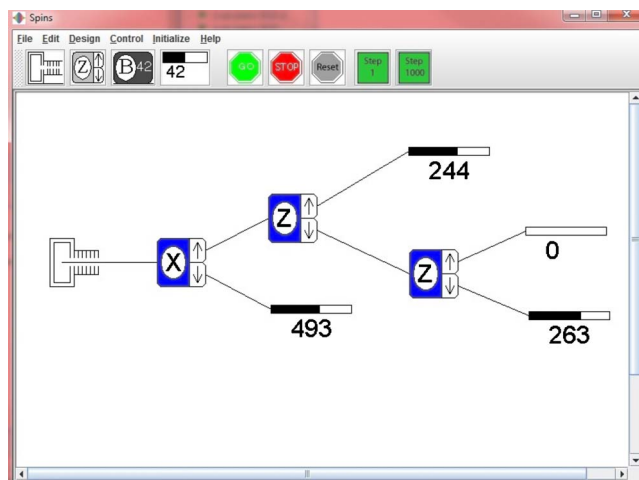 Spins
File Edit Design Control Initialize Help
Z B 42 42 GO STOP Reset Step 1 Step 1000
244
Z
0
X
Z
493
263